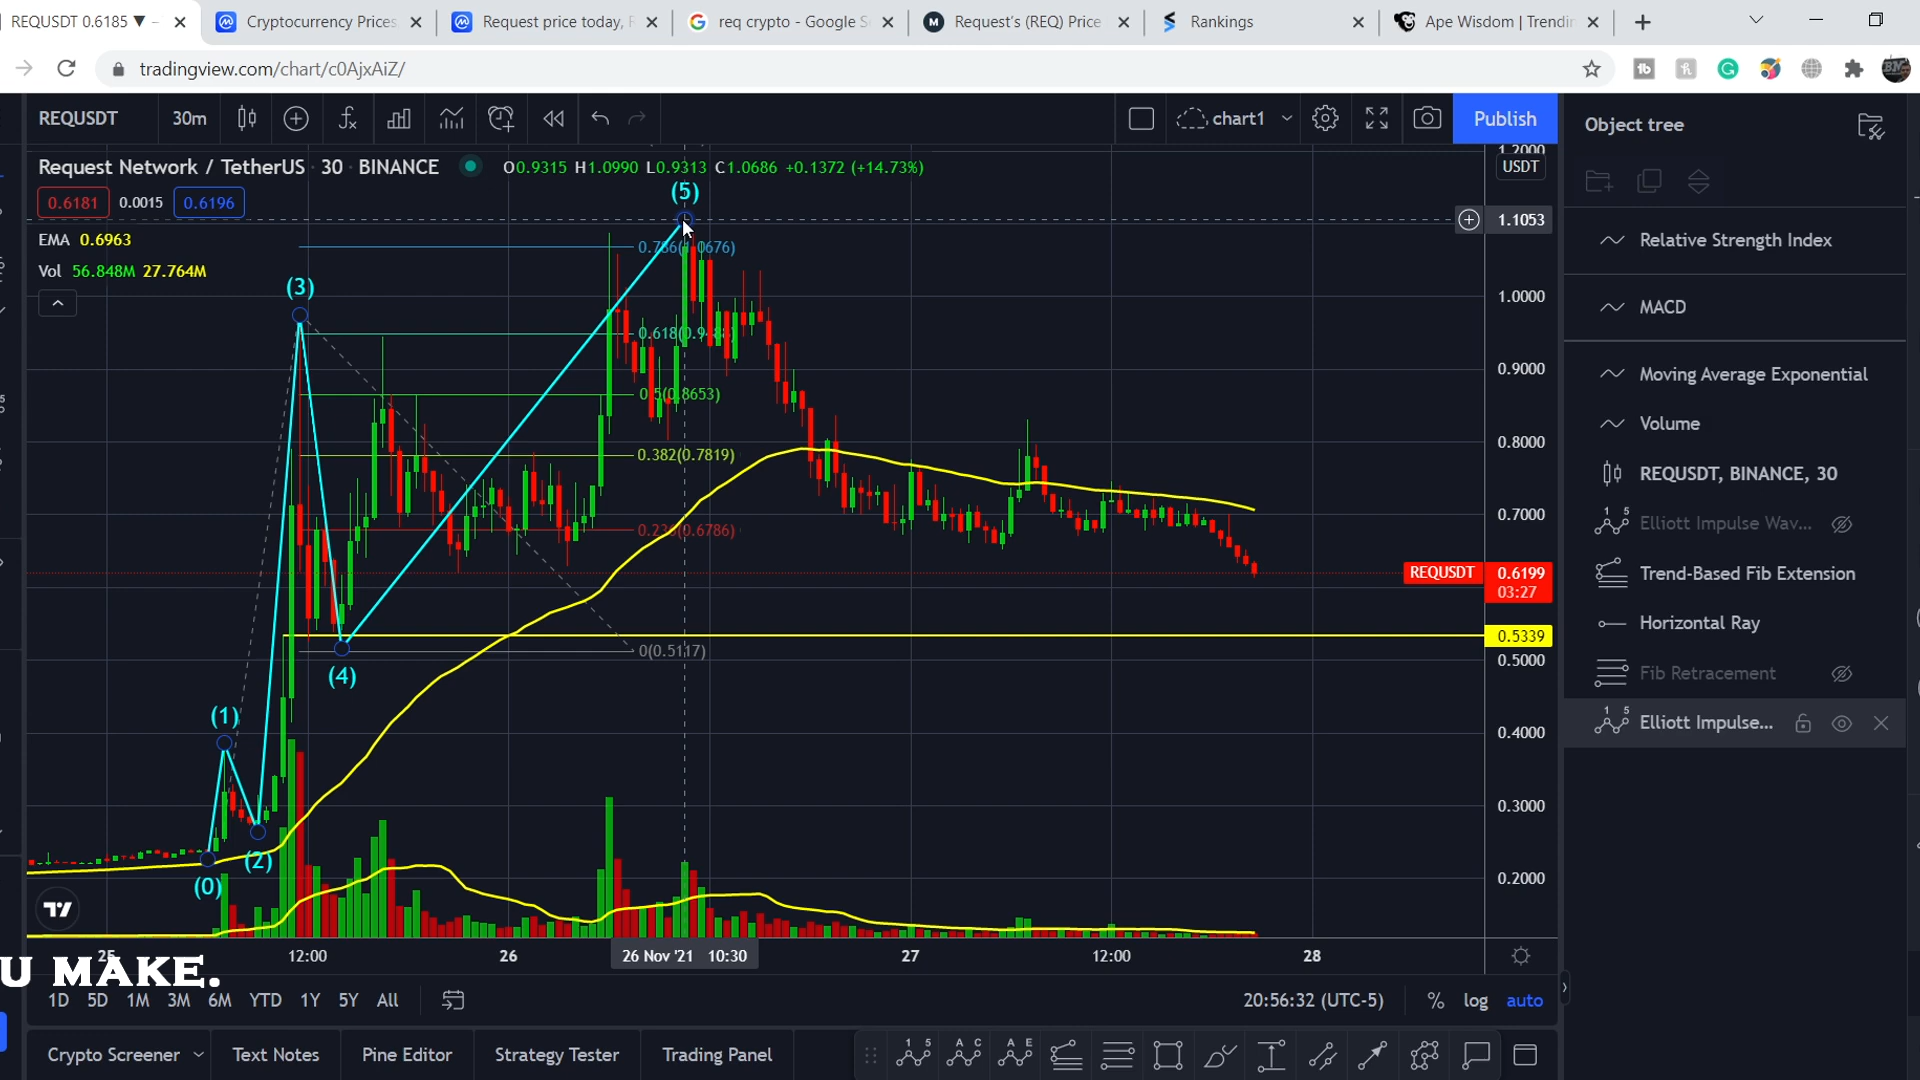 REQUSDT 0.6185 ▼
Cryptocurrency Prices
Request price today,
req crypto - Google
Request's (REQ) Price
Rankings
Ape Wisdom | Trendin
tradingview.com/chart/c0AjxAiZ/
REQUSDT
30m
chart1
Publish
Object tree
Request Network / TetherUS 30 BINANCE
O0.9315 H1.0990 L0.9313 C1.0686 +0.1372 (+14.73%)
1.2000
USDT
0.6181
0.0015
0.6196
(5)
1.1053
EMA 0.6963
Vol 56.848M 27.764M
Relative Strength Index
MACD
Moving Average Exponential
Volume
REQUSDT, BINANCE, 30
Elliott Impulse Wav...
Trend-Based Fib Extension
Horizontal Ray
Fib Retracement
Elliott Impulse...
(3)
1.0000
0.5(0.8653)
0.9000
0.382(0.7819)
0.8000
0.7000
REQUSDT
0.6199
03:27
0.5339
0(0.5117)
0.5000
(4)
(1)
0.4000
0.3000
(2)
(0)
0.2000
12:00
26
26 Nov '21 10:30
27
12:00
28
U MAKE.
1D 5D 1M 3M 6M YTD 1Y 5Y All
20:56:32 (UTC-5)
% log auto
Crypto Screener
Text Notes
Pine Editor
Strategy Tester
Trading Panel